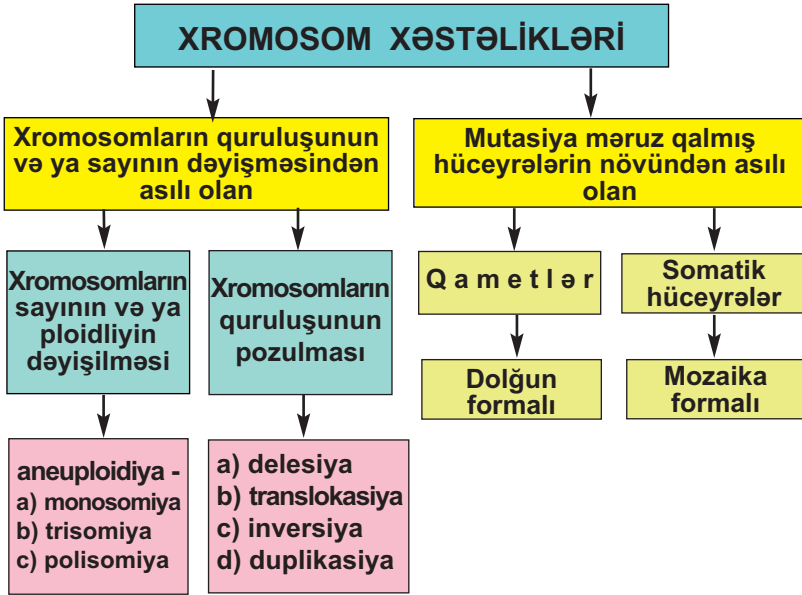 XROMOSOM XƏSTƏLİKLƏRİ
Xromosomların quruluşunun
və ya sayının dəyişməsindən
asılı olan
Mutasiya məruz qalmış
hüceyrələrin növündən asılı
olan
Xromosomların
sayının və ya
ploidliyin
dəyişilməsi
Xromosomların
quruluşunun
pozulması
Q a m e t l ə r
Somatik
hüceyrələr
Dolğun
formalı
Mozaika
formalı
aneuploidiya -
a) monosomiya
b) trisomiya
c) polisomiya
a) delesiya
b) translokasiya
c) inversiya
d) duplikasiya